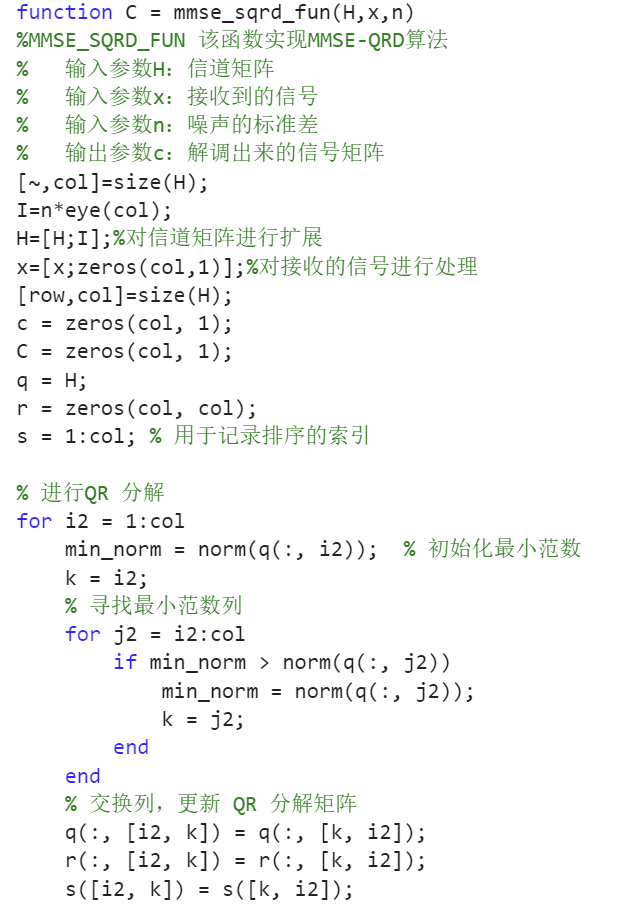 function C = mmse_sqrd_fun(H,x,n)
%MMSE_SQRD_FUN 该函数实现MMSE-QRD算法
%   输入参数H：信道矩阵
%   输入参数x：接收到的信号
%   输入参数n：噪声的标准差
%   输出参数c：解调出来的信号矩阵
[~,col]=size(H);
I=n*eye(col);
H=[H;I];%对信道矩阵进行扩展
x=[x;zeros(col,1)];%对接收的信号进行处理
[row,col]=size(H);
c = zeros(col, 1);
C = zeros(col, 1);
q = H;
r = zeros(col, col);
s = 1:col; % 用于记录排序的索引

% 进行QR 分解
for i2 = 1:col
    min_norm = norm(q(:, i2));  % 初始化最小范数
    k = i2;
    % 寻找最小范数列
    for j2 = i2:col
        if min_norm > norm(q(:, j2))
            min_norm = norm(q(:, j2));
            k = j2;
        end
    end
    % 交换列，更新 QR 分解矩阵
    q(:, [i2, k]) = q(:, [k, i2]);
    r(:, [i2, k]) = r(:, [k, i2]);
    s([i2, k]) = s([k, i2]);